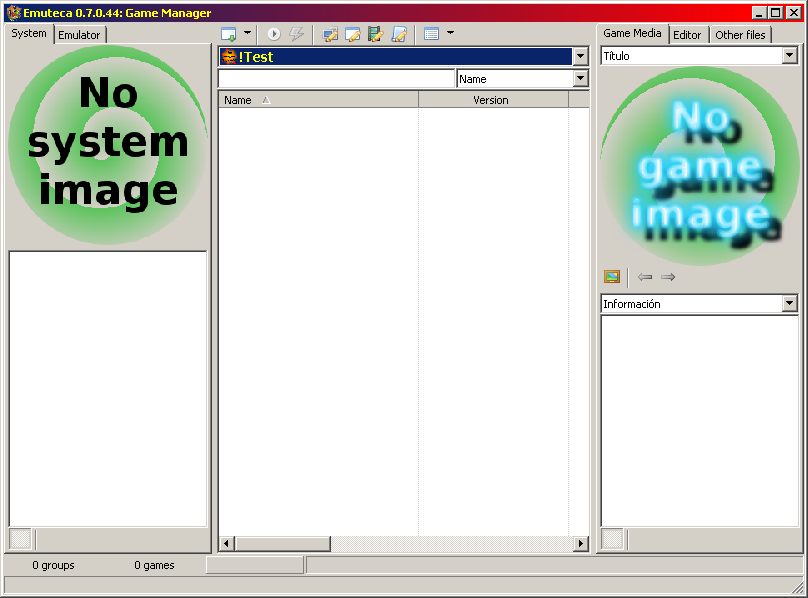 Emuteca 0.7.0.44: Game Manager
System
Emulator
No
system
image
!Test
Name
Name
Version
Game Media
Editor
Other files
Título
No
game
image
Información
0 groups
0 games